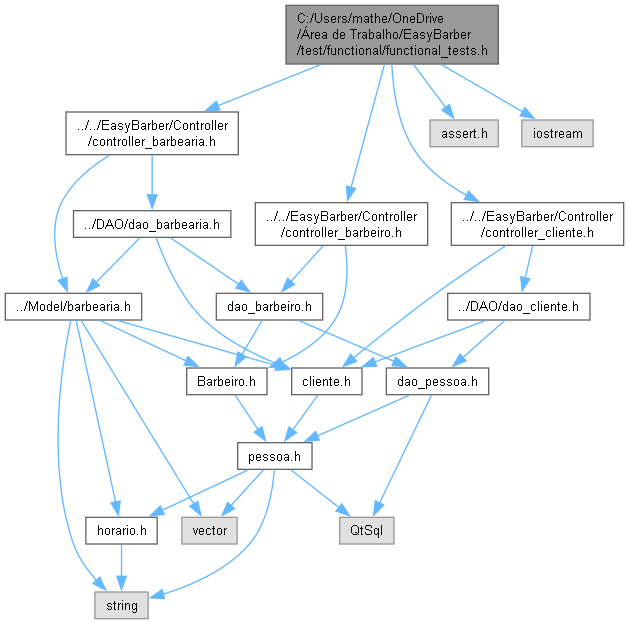 C:/Users/mathe/OneDrive
/Área de Trabalho/EasyBarber
/test/functional/functional_tests.h
../../EasyBarber/Controller
/controller_barbearia.h
assert.h
iostream
../DAO/dao_barbearia.h
../../EasyBarber/Controller
/controller_barbeiro.h
../../EasyBarber/Controller
/controller_cliente.h
../Model/barbearia.h
dao_barbeiro.h
../DAO/dao_cliente.h
Barbeiro.h
cliente.h
dao_pessoa.h
pessoa.h
horario.h
vector
QtSql
string